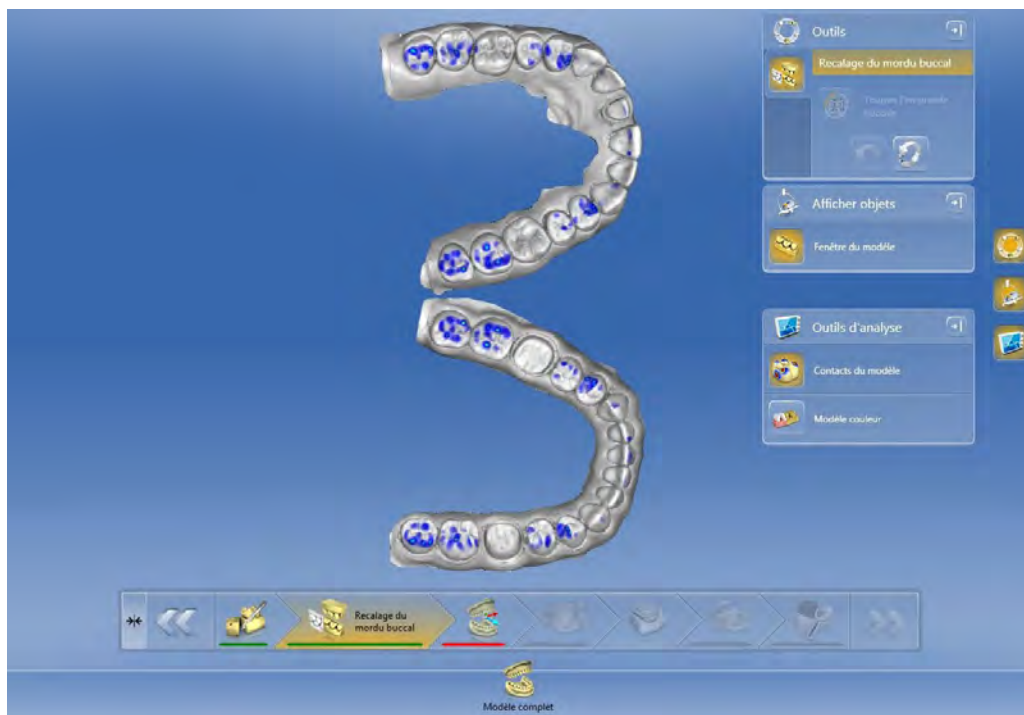 Outils
Recalage du mordu buccal
Afficher objets
Fenêtre du modèle
Outils d'analyse
Contacts du modèle
Modèle couleur
Recalage du
mordu buccal
Modèle complet